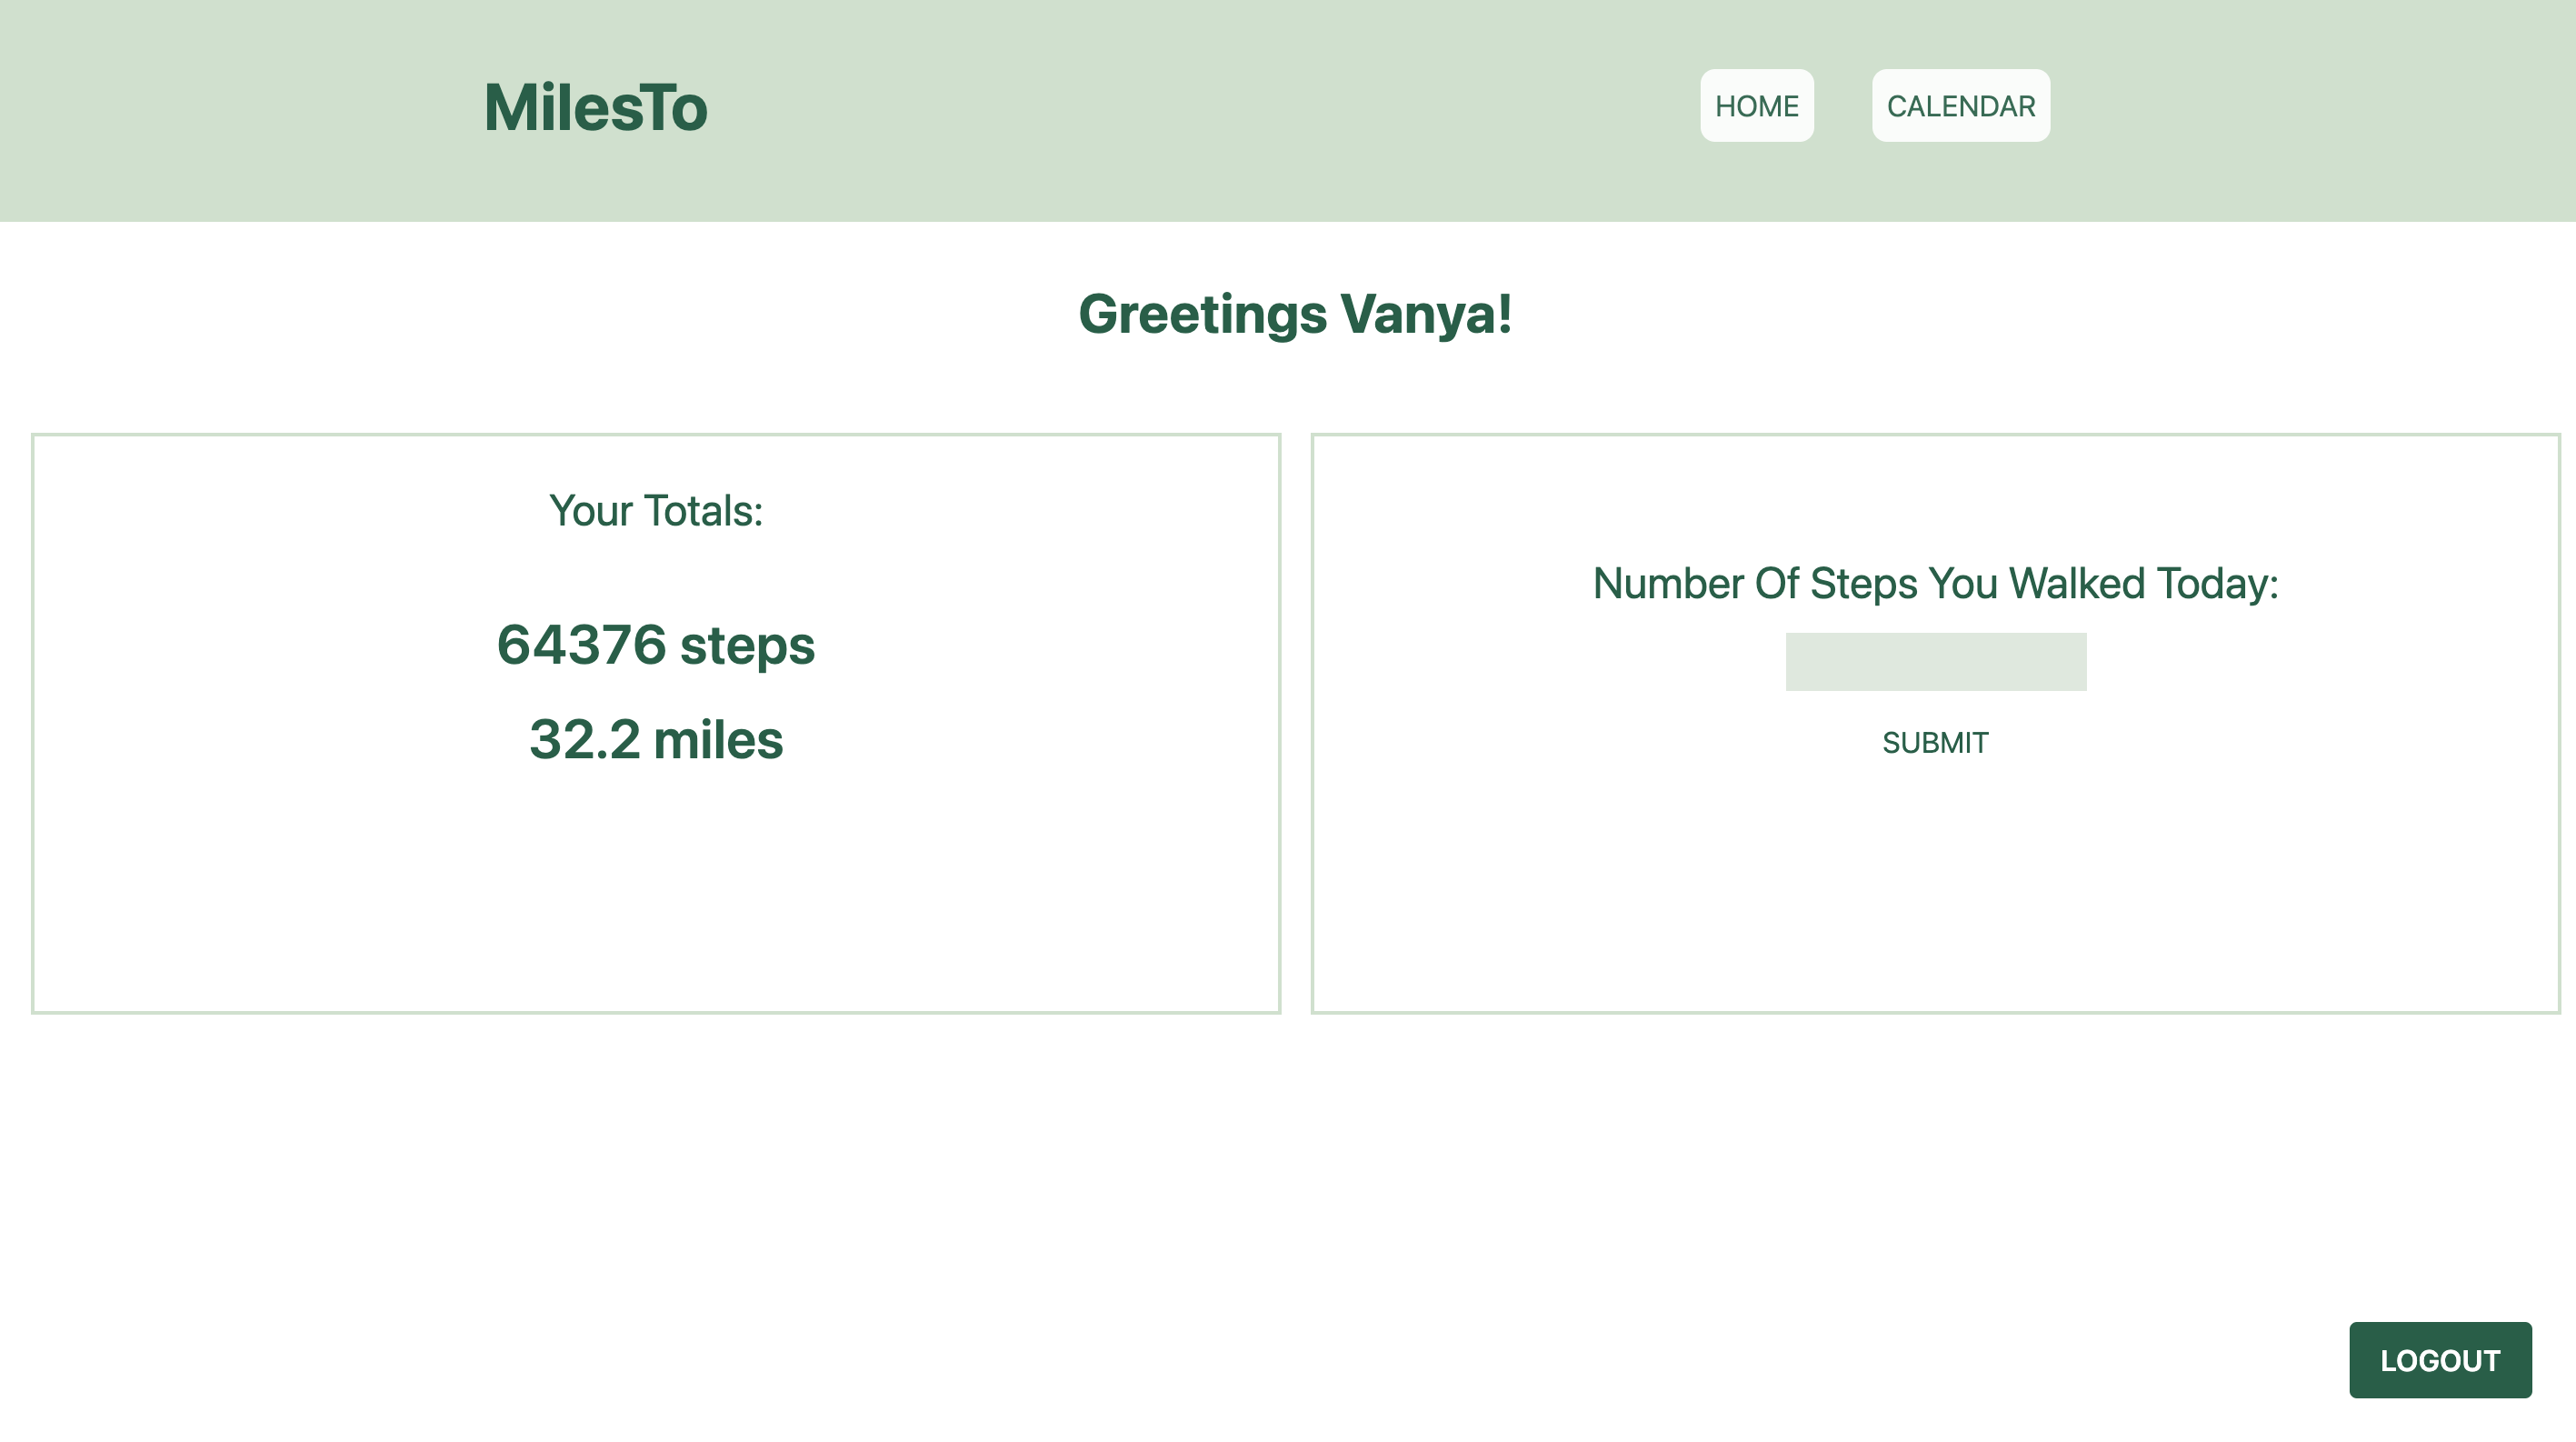 MilesTo
HOME
CALENDAR
Greetings Vanya!
Your Totals:
64376 steps
32.2 miles
Number Of Steps You Walked Today:
SUBMIT
LOGOUT